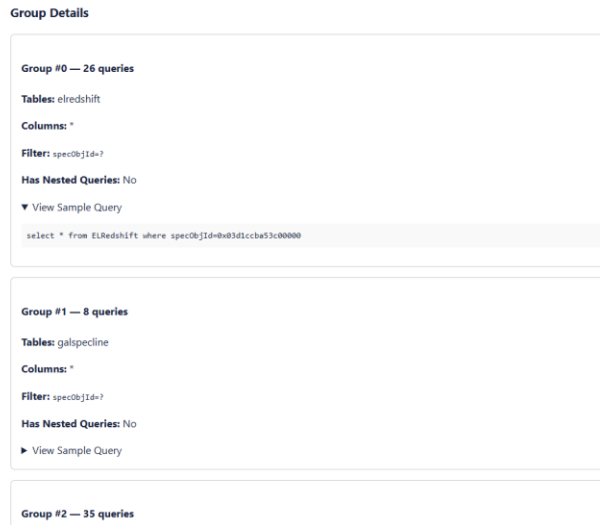 Group Details
Group #0 — 26 queries
Tables: elredshift
Columns: *
Filter: specObjId=?
Has Nested Queries: No
▼ View Sample Query
select * from ELRedshift where specObjId=0x03d1ccba53c00000
Group #1 — 8 queries
Tables: galspecline
Columns: *
Filter: specObjId=?
Has Nested Queries: No
▶ View Sample Query
Group #2 — 35 queries